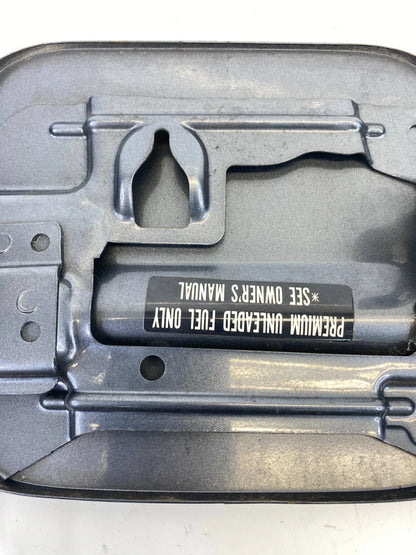 PREMIUM UNLEADED FUEL ONLY
*SEE OWNER'S MANUAL